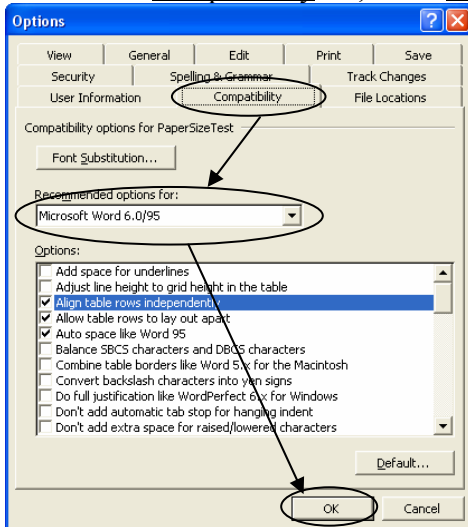 Options
View General Edit Print Save
Security Spelling & Grammar Track Changes
User Information Compatibility File Locations
Compatibility options for PaperSizeTest
Font Substitution...
Recommended options for:
Microsoft Word 6.0/95
Options:
Add space for underlines
Adjust line height to grid height in the table
Align table rows independently
Allow table rows to lay out apart
Auto space like Word 95
Balance SBCS characters and DBCS characters
Combine table borders like Word 5.x for the Macintosh
Convert backslash characters into yen signs
Do full justification like WordPerfect 6.x for Windows
Don't add automatic tab stop for hanging indent
Don't add extra space for raised/lowered characters
Default...
OK Cancel